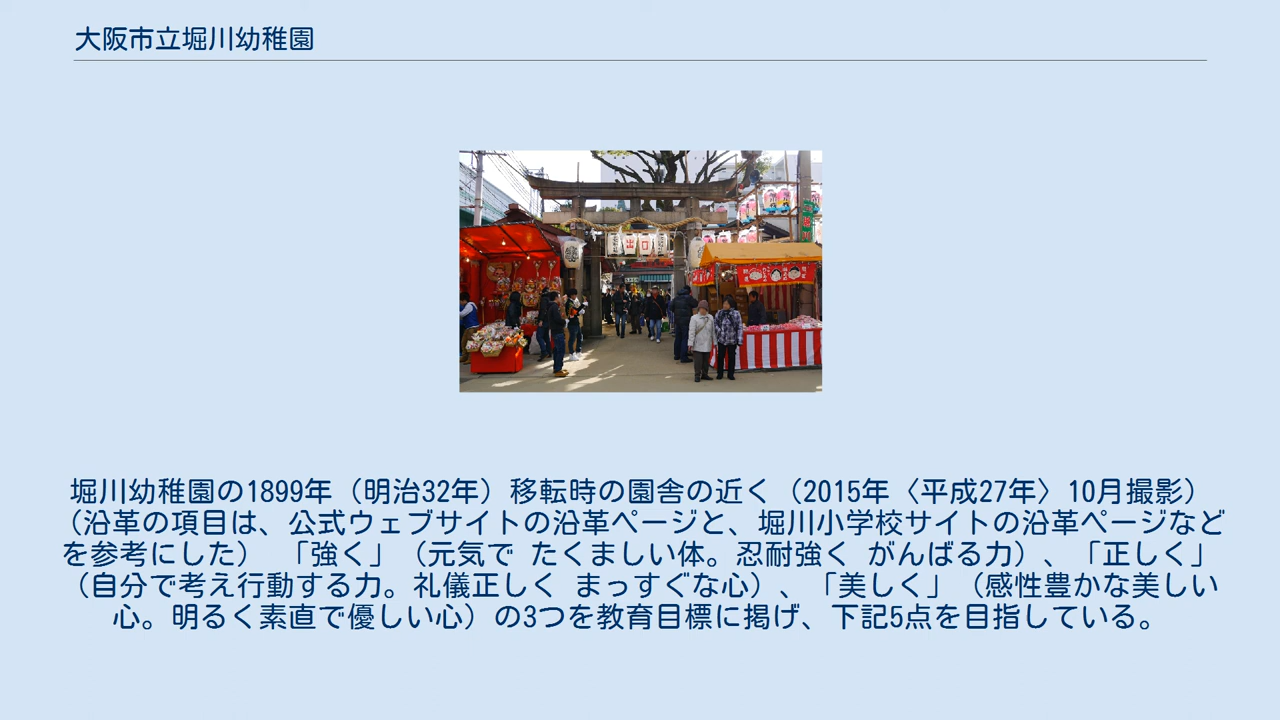 大阪市立堀川幼稚園
出口
堀川幼稚園の1899年（明治32年）移転時の園舎の近く（2015年〈平成27年〉10月撮影）
（沿革の項目は、公式ウェブサイトの沿革ページと、堀川小学校サイトの沿革ページなど
を参考にした） 「強く」（元気で たくましい体。忍耐強く がんばる力）、「正しく」
（自分で考え行動する力。礼儀正しく まっすぐな心）、「美しく」（感性豊かな美しい
心。明るく素直で優しい心）の3つを教育目標に掲げ、下記5点を目指している。